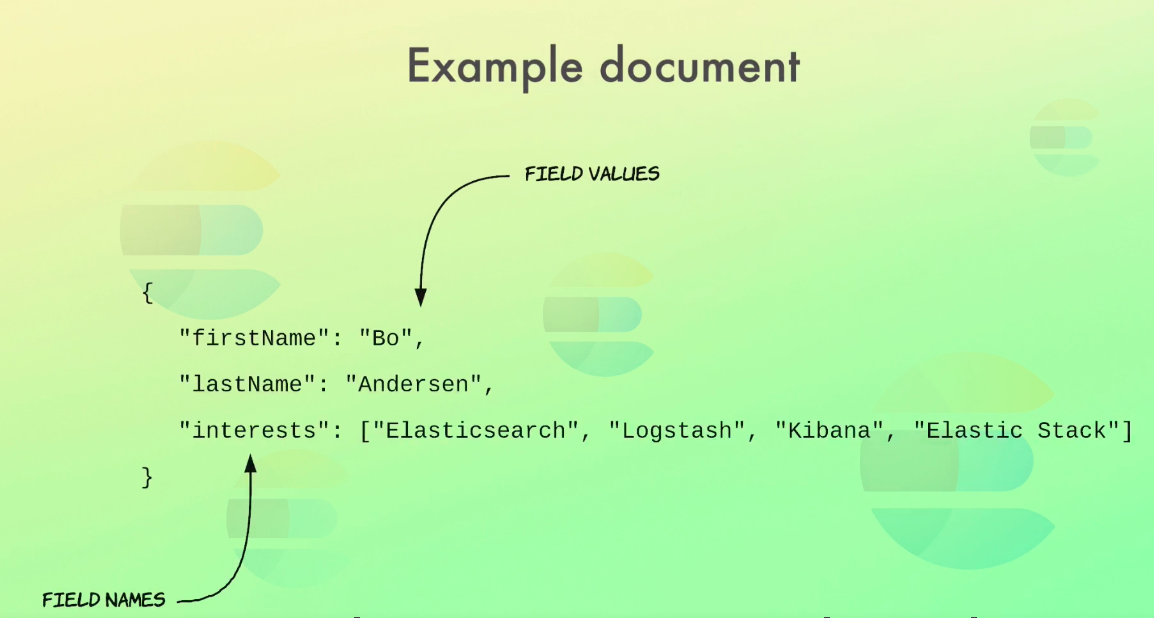 Example document
FIELD VALUES
{
"firstName": "Bo",
"lastName": "Andersen",
"interests": ["Elasticsearch", "Logstash", "Kibana", "Elastic Stack"]
}
FIELD NAMES